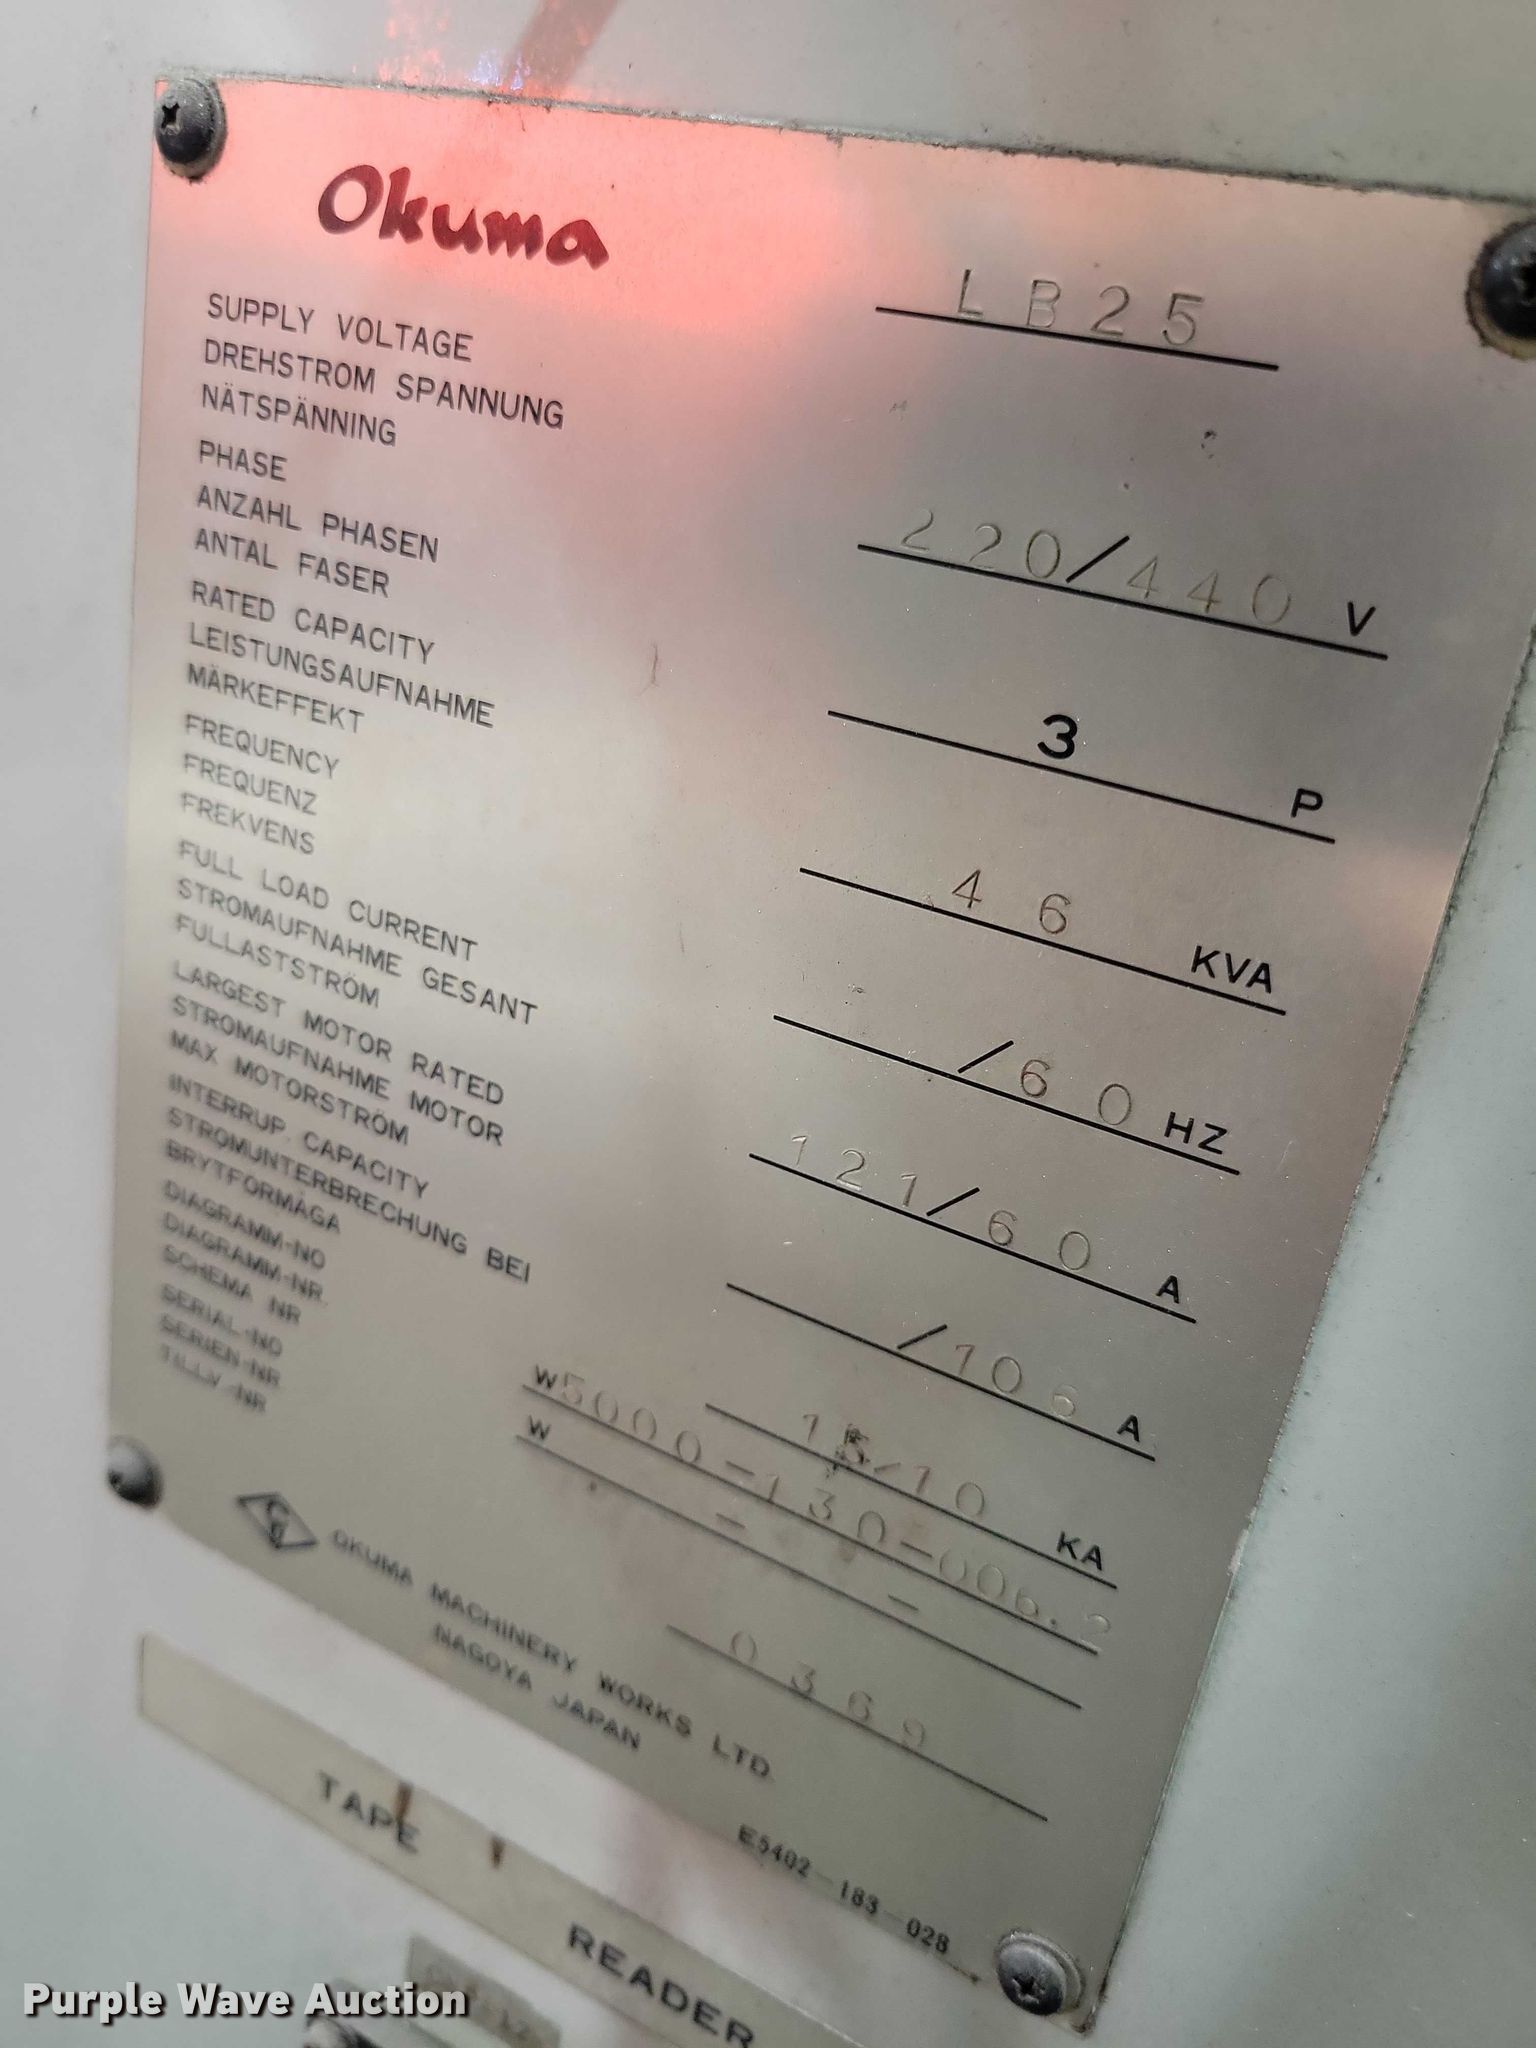 Okuma
LB25
SUPPLY VOLTAGE
DREHSTROM SPANNUNG
NÄTSPÄNNING
220/440 V
PHASE
ANZAHL PHASEN
ANTAL FASER
3 P
RATED CAPACITY
LEISTUNGSAUFNAHME
MÄRKEFFEKT
46 KVA
FREQUENCY
FREQUENZ
FREKVENS
/60 HZ
FULL LOAD CURRENT
STROMAUFNAHME GESANT
FULLASTSTRÖM
121/60 A
LARGEST MOTOR RATED
STROMAUFNAHME MOTOR
MAX MOTORSTRÖM
/106 A
INTERRUP. CAPACITY
STROMUNTERBRECHUNG BEI
BRYTFORMÅGA
15/10 KA
DIAGRAMM-NO
DIAGRAMM-NR.
SCHEMA NR
W5000-130-006.2
W - -
SERIAL-NO
SERIEN-NR
TILLV.-NR
0369
OKUMA MACHINERY WORKS LTD.
NAGOYA JAPAN
E5402-183-028
TAPE READER
Purple Wave Auction